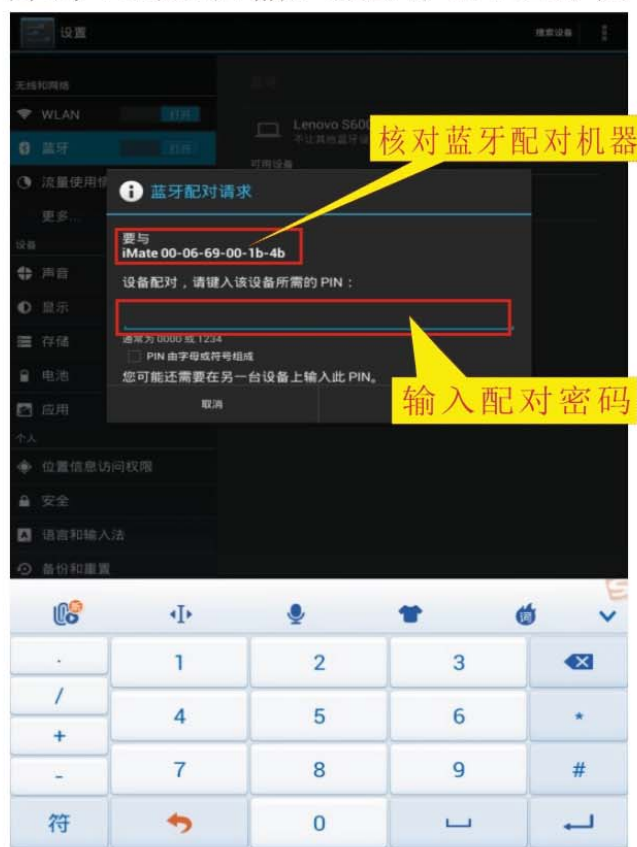 设置
搜索设备
无线和网络
WLAN
打开
Lenovo S600
核对蓝牙配对机器
蓝牙
打开
可用设备
流量使用情
蓝牙配对请求
更多...
要与
iMate 00-06-69-00-1b-4b
设备
声音
设备配对，请键入该设备所需的 PIN：
显示
存储
通常为 0000 或 1234
PIN 由字母或符号组成
电池
您可能还需要在另一台设备上输入此 PIN。
输入配对密码
应用
取消
个人
位置信息访问权限
安全
语言和输入法
备份和重置
. 1 2 3
/
4 5 6 *
+
- 7 8 9 #
符 0